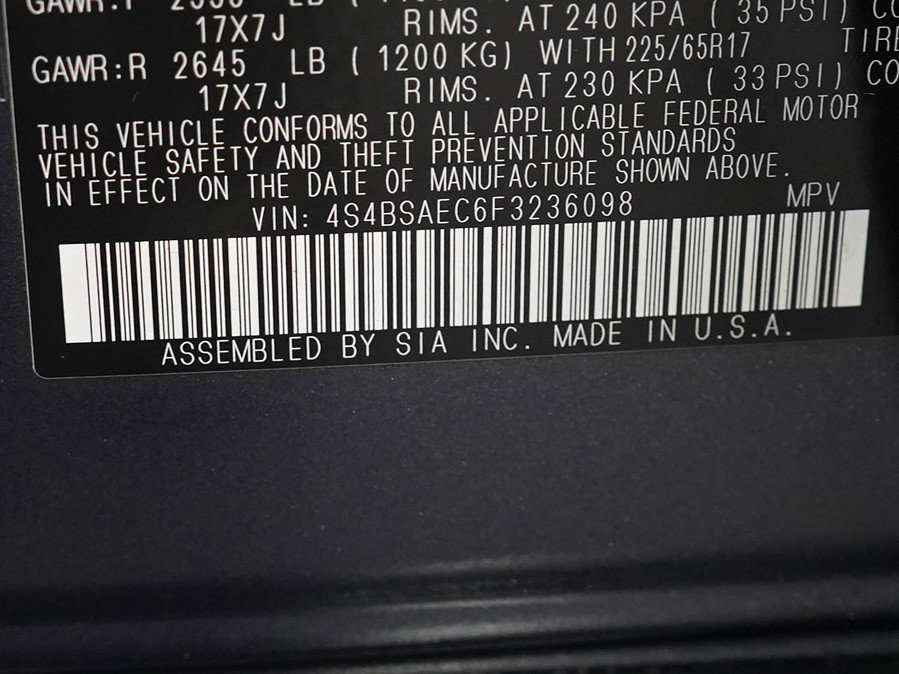 17X7J RIMS. AT 240 KPA ( 35 PSI)
GAWR:R 2645 LB ( 1200 KG) WITH 225/65R17 TIRE
17X7J RIMS. AT 230 KPA ( 33 PSI) CO
THIS VEHICLE CONFORMS TO ALL APPLICABLE FEDERAL MOTOR
VEHICLE SAFETY AND THEFT PREVENTION STANDARDS
IN EFFECT ON THE DATE OF MANUFACTURE SHOWN ABOVE.
VIN: 4S4BSAEC6F3236098 MPV
ASSEMBLED BY SIA INC. MADE IN U.S.A.